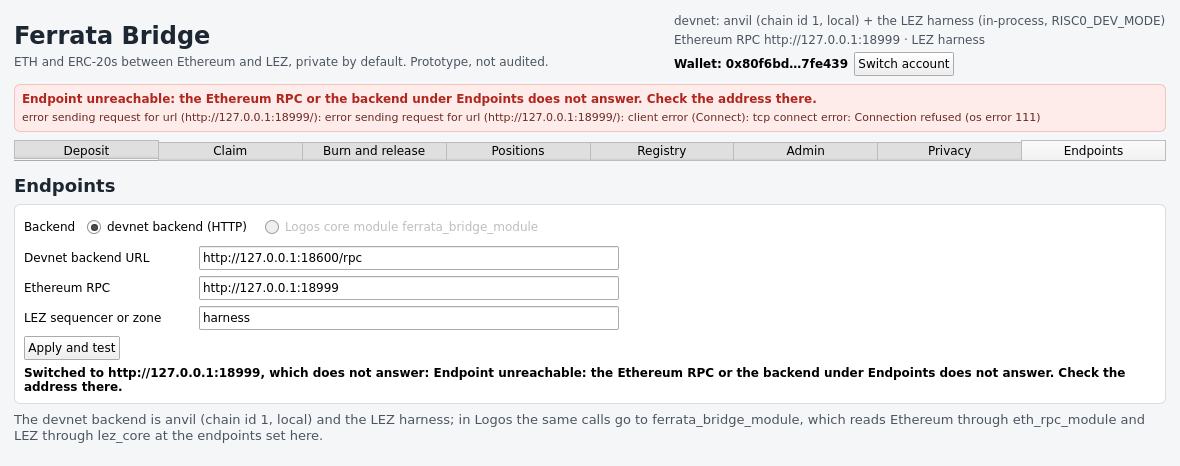 Ferrata Bridge
ETH and ERC-20s between Ethereum and LEZ, private by default. Prototype, not audited.
devnet: anvil (chain id 1, local) + the LEZ harness (in-process, RISC0_DEV_MODE)
Ethereum RPC http://127.0.0.1:18999 · LEZ harness
Wallet: 0x80f6bd...7fe439 Switch account
Endpoint unreachable: the Ethereum RPC or the backend under Endpoints does not answer. Check the address there.
error sending request for url (http://127.0.0.1:18999/): error sending request for url (http://127.0.0.1:18999/): client error (Connect): tcp connect error: Connection refused (os error 111)
Deposit Claim Burn and release Positions Registry Admin Privacy Endpoints
Endpoints
Backend devnet backend (HTTP) Logos core module ferrata_bridge_module
Devnet backend URL http://127.0.0.1:18600/rpc
Ethereum RPC http://127.0.0.1:18999
LEZ sequencer or zone harness
Apply and test
Switched to http://127.0.0.1:18999, which does not answer: Endpoint unreachable: the Ethereum RPC or the backend under Endpoints does not answer. Check the
address there.
The devnet backend is anvil (chain id 1, local) and the LEZ harness; in Logos the same calls go to ferrata_bridge_module, which reads Ethereum through eth_rpc_module and
LEZ through lez_core at the endpoints set here.